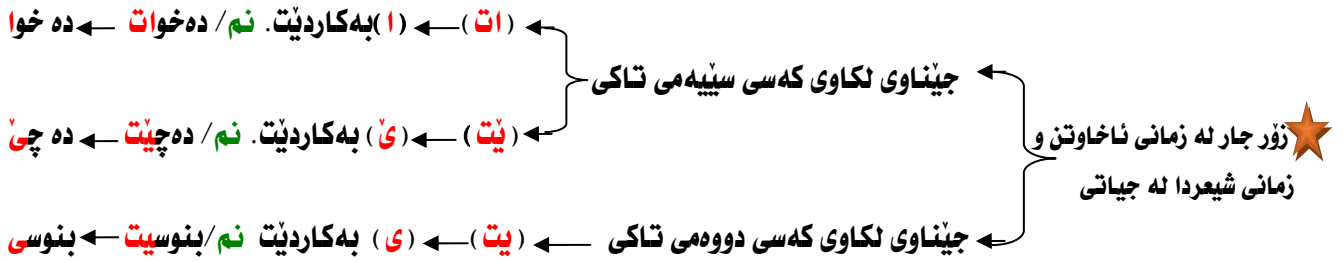 زۆر جار لە زمانی ئاخاوتن و
زمانی شیعردا لە جیاتی
جێناوی لکاوی کەسی سێیەمی تاکی
(ات) (ا) بەکاردێت. نم/ دەخوات دە خوا
(ێت) (ێ) بەکاردێت. نم/ دەچێت دە چێ
جێناوی لکاوی کەسی دووەمی تاکی (یت) (ی) بەکاردێت نم/بنوسیت بنوسی